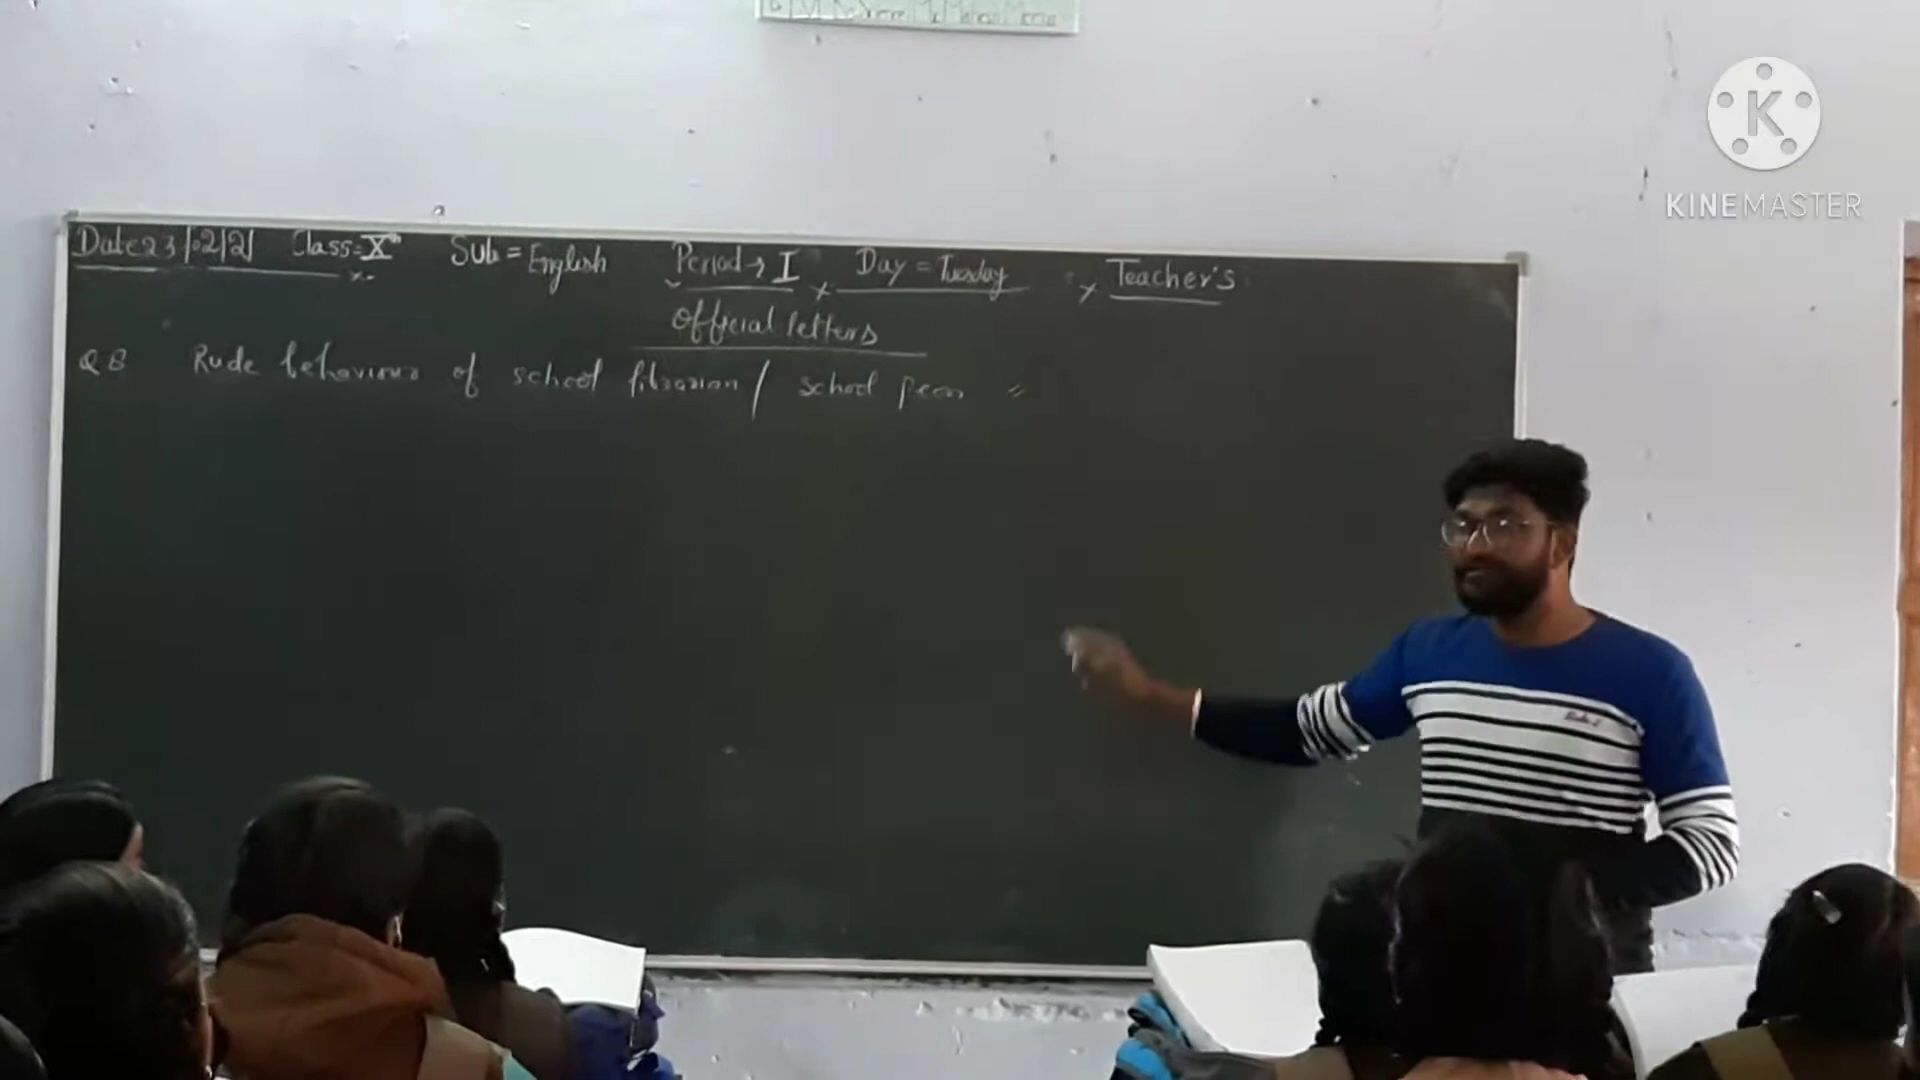 K
KINEMASTER
Date 23/02/21 Class=Xth Sub = English Period → I Day = Tuesday Teacher's
Official letters
Q8 Rude behaviour of school librarian / school peon